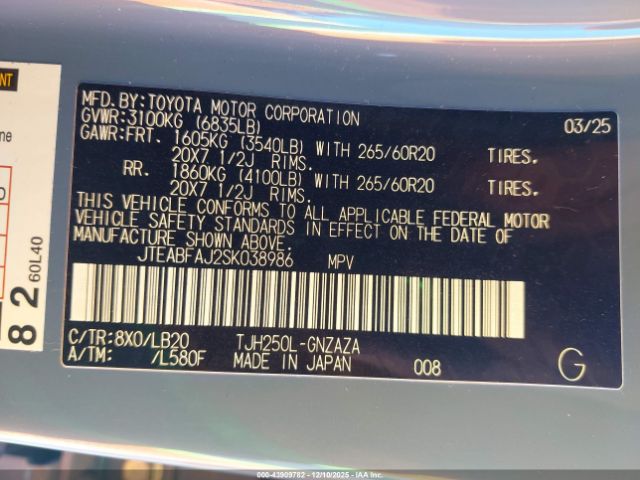 MFD.BY:TOYOTA MOTOR CORPORATION 03/25
GVWR:3100KG (6835LB)
GAWR:FRT. 1605KG (3540LB) WITH 265/60R20 TIRES.
20X7 1/2J RIMS.
RR. 1860KG (4100LB) WITH 265/60R20 TIRES.
20X7 1/2J RIMS.
THIS VEHICLE CONFORMS TO ALL APPLICABLE FEDERAL MOTOR
VEHICLE SAFETY STANDARDS IN EFFECT ON THE DATE OF
MANUFACTURE SHOWN ABOVE.
JTEABFAJ2SK038986 MPV
C/TR:8X0/LB20 TJH250L-GNZAZA
A/TM: /L580F MADE IN JAPAN 008 G
82
60L40
000-43909782 - 12/10/2025 - IAA Inc.